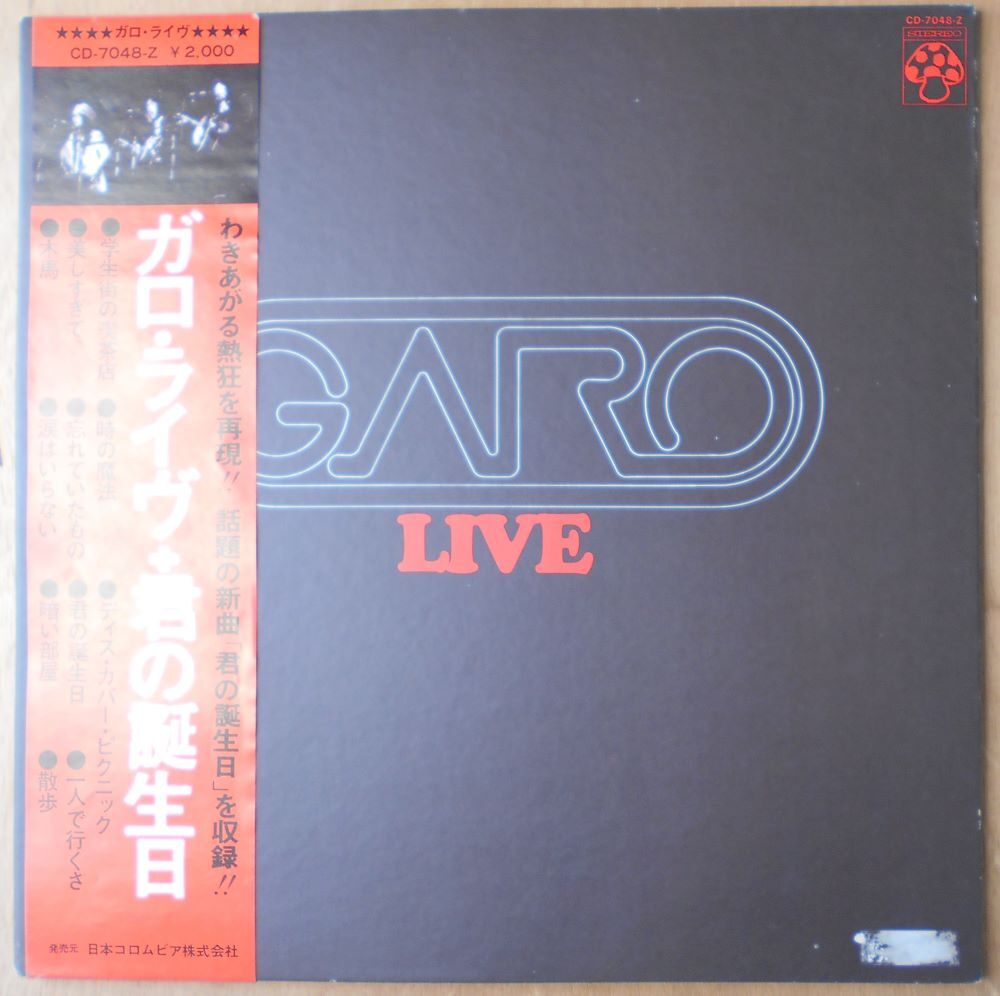 ★★★★ガロ・ライヴ★★★★
CD-7048-Z ¥2,000
わきあがる熱狂を再現!! 話題の新曲「君の誕生日」を収録!!
ガロ・ライヴ・君の誕生日
●学生街の喫茶店 ●時の魔法 ●ディス・カバー・ピクニック
●美しすぎて ●忘れていたもの ●君の誕生日 ●一人で行くさ
●木馬 ●涙はいらない ●暗い部屋 ●散歩
発売元 日本コロムビア株式会社
CD-7048-Z
STEREO
GARO
LIVE